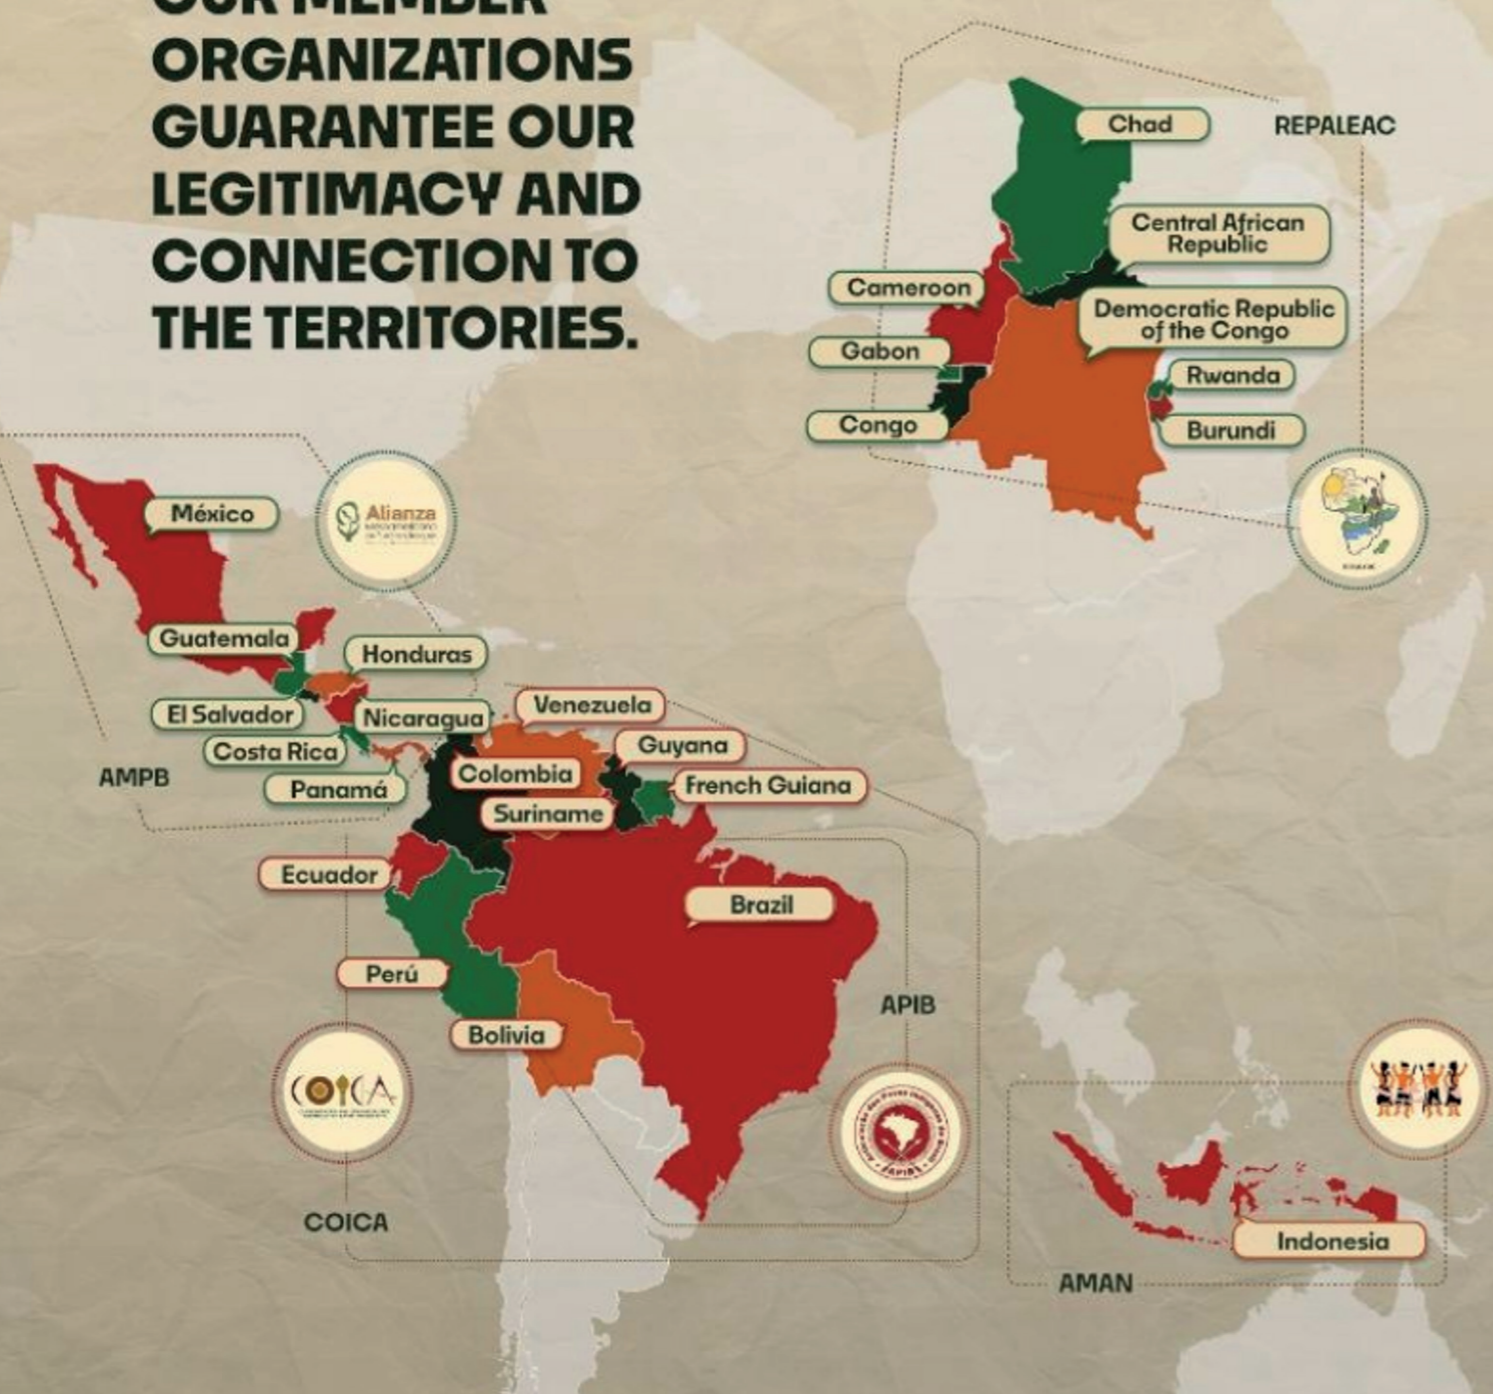 OUR MEMBER
ORGANIZATIONS
GUARANTEE OUR
LEGITIMACY AND
CONNECTION TO
THE TERRITORIES.
Chad
REPALEAC
Central African
Republic
Cameroon
Democratic Republic
of the Congo
Gabon
Rwanda
Congo
Burundi
México
Alianza
Guatemala
Honduras
El Salvador
Nicaragua
Venezuela
Costa Rica
Guyana
AMPB
Panamá
Colombia
French Guiana
Suriname
Ecuador
Brazil
Perú
APIB
Bolivia
COICA
COICA
Indonesia
AMAN